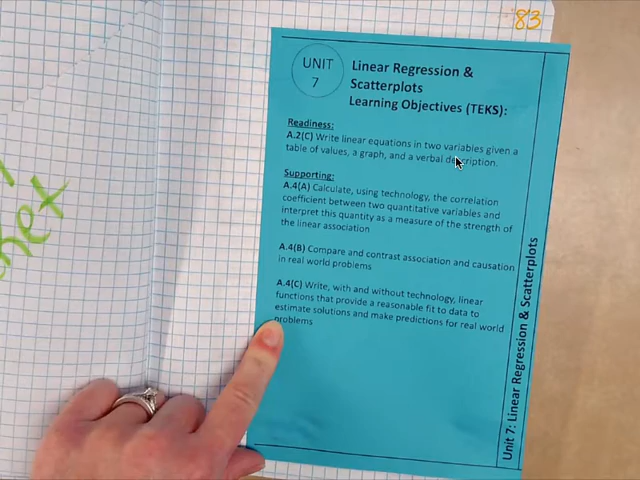 83
UNIT
7
Linear Regression &
Scatterplots
Learning Objectives (TEKS):
Readiness:
A.2(C) Write linear equations in two variables given a
table of values, a graph, and a verbal description.
Supporting:
A.4(A) Calculate, using technology, the correlation
coefficient between two quantitative variables and
interpret this quantity as a measure of the strength of
the linear association
A.4(B) Compare and contrast association and causation
in real world problems
A.4(C) Write, with and without technology, linear
functions that provide a reasonable fit to data to
estimate solutions and make predictions for real world
problems
Unit 7: Linear Regression & Scatterplots